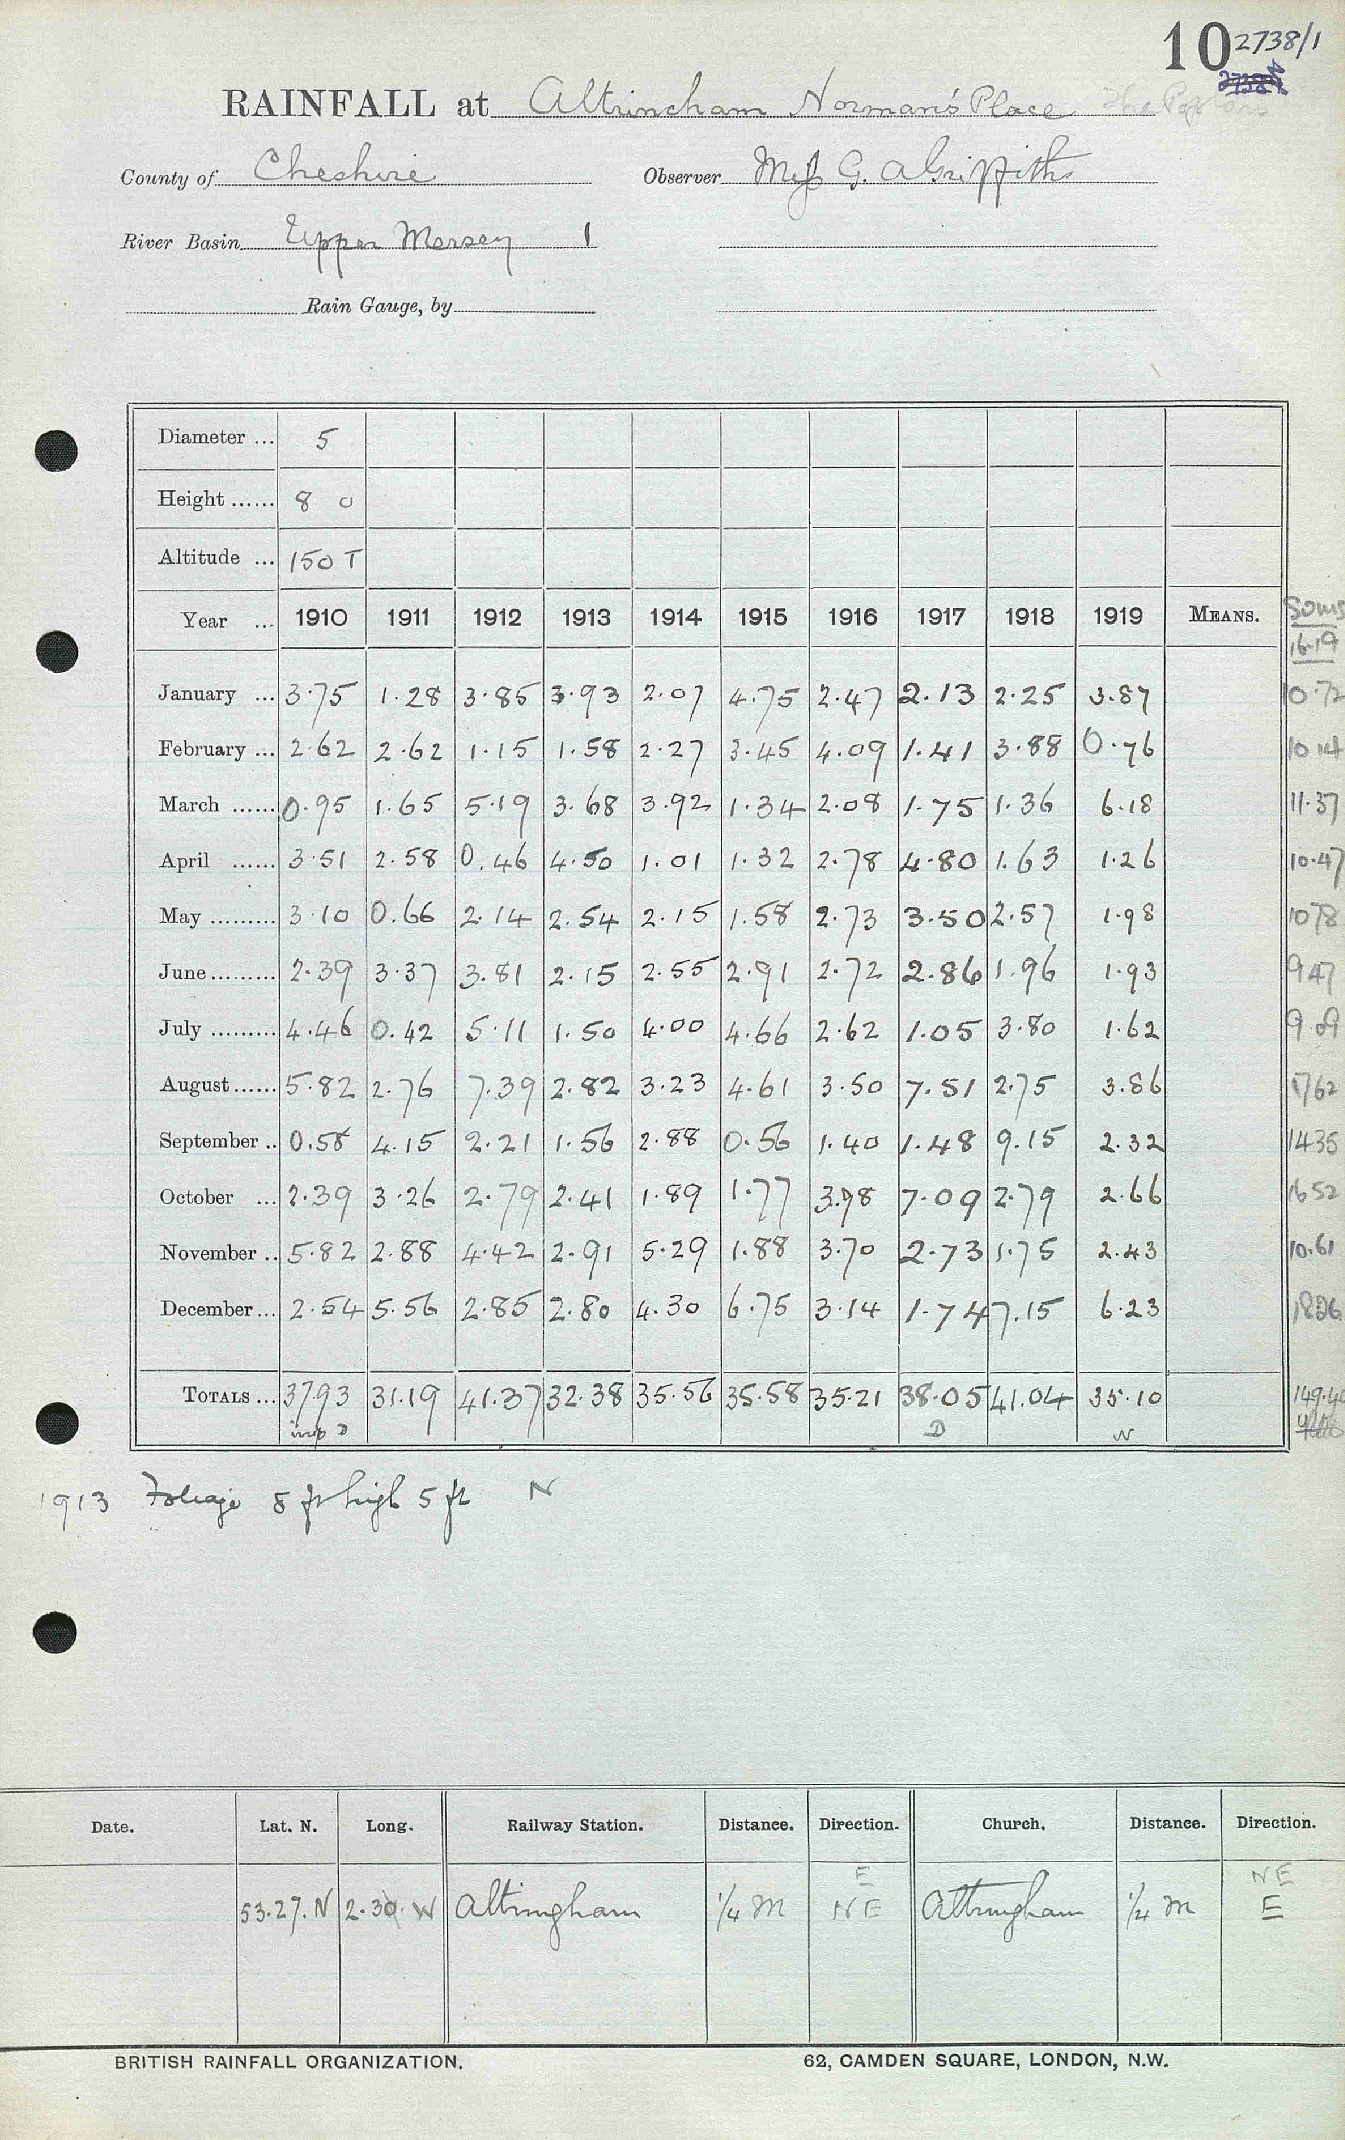 10 2738/1
RAINFALL at Altrincham Norman's Place The Poplars
County of Cheshire Observer Miss G. A Griffiths
River Basin Upper Mersey 1
Rain Gauge, by
Diameter ... 5
Height ...... 8 0
Altitude ... 150 T
Year ... 1910 1911 1912 1913 1914 1915 1916 1917 1918 1919 MEANS. Sums
16-19
January ... 3.75 1.28 3.85 3.93 2.07 4.75 2.47 2.13 2.25 3.87 10.72
February ... 2.62 2.62 1.15 1.58 2.27 3.45 4.09 1.41 3.88 0.76 10 14
March ...... 0.95 1.65 5.19 3.68 3.92 1.34 2.08 1.75 1.36 6.18 11.37
April ...... 3.51 2.58 0.46 4.50 1.01 1.32 2.78 4.80 1.63 1.26 10.47
May ......... 3.10 0.66 2.14 2.54 2.15 1.58 2.73 3.50 2.57 1.98 1078
June ......... 2.39 3.37 3.81 2.15 2.55 2.91 2.72 2.86 1.96 1.93 9 47
July ......... 4.46 0.42 5.11 1.50 4.00 4.66 2.62 1.05 3.80 1.62 9.09
August ...... 5.82 2.76 7.39 2.82 3.23 4.61 3.50 7.51 2.75 3.86 1762
September .. 0.58 4.15 2.21 1.56 2.88 0.56 1.40 1.48 9.15 2.32 1435
October ... 2.39 3.26 2.79 2.41 1.89 1.77 3.98 7.09 2.79 2.66 1652
November .. 5.82 2.88 4.42 2.91 5.29 1.88 3.70 2.73 1.75 2.43 10.61
December ... 2.54 5.56 2.85 2.80 4.30 6.75 3.14 1.74 7.15 6.23 1826
TOTALS ... 37.93 31.19 41.37 32.38 35.56 35.58 35.21 38.05 41.04 35.10 149.40
D N
1913 Foliage 8 ft high 5 ft N
Date. Lat. N. Long. Railway Station. Distance. Direction. Church. Distance. Direction.
E NE
53.27.N 2.30.W Altringham 1/4 M NE Altringham 1/4 m E
BRITISH RAINFALL ORGANIZATION. 62, CAMDEN SQUARE, LONDON, N.W.